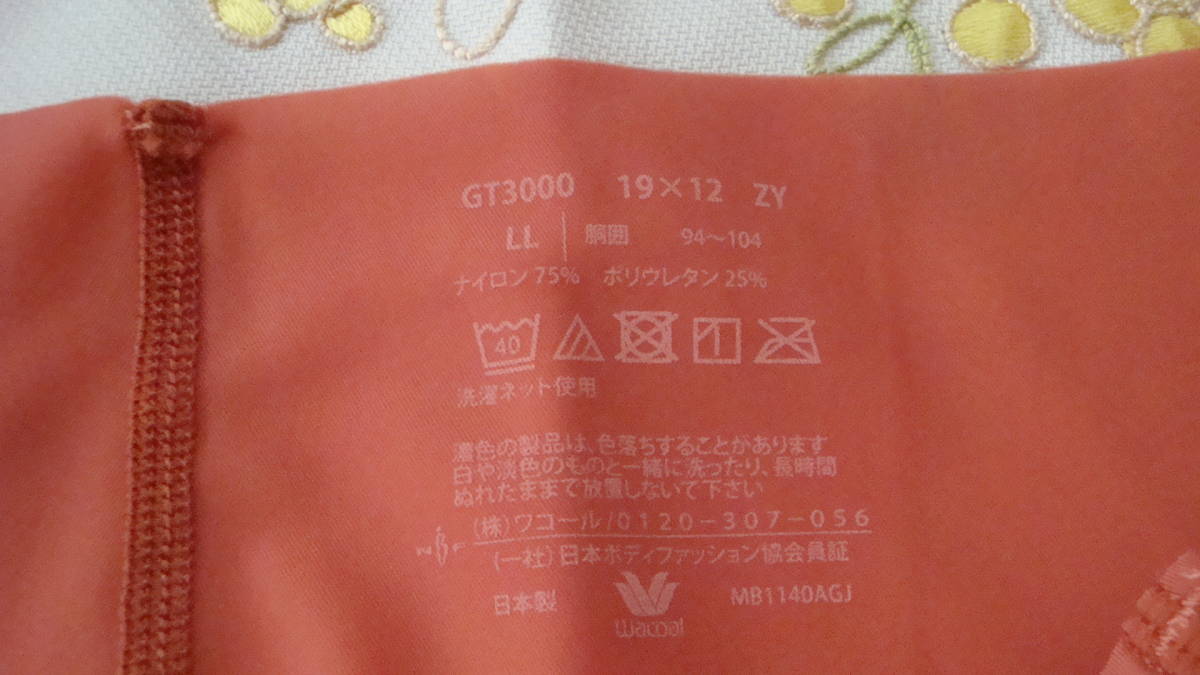 GT3000 19×12 ZY
LL 胴囲 94～104
ナイロン 75% ポリウレタン 25%
40
洗濯ネット使用
濃色の製品は、色落ちすることがあります
白や淡色のものと一緒に洗ったり、長時間
ぬれたままで放置しないで下さい
(株)ワコール/0120-307-056
NBF
(一社)日本ボディファッション協会員証
日本製 MB1140AGJ
Wacoal